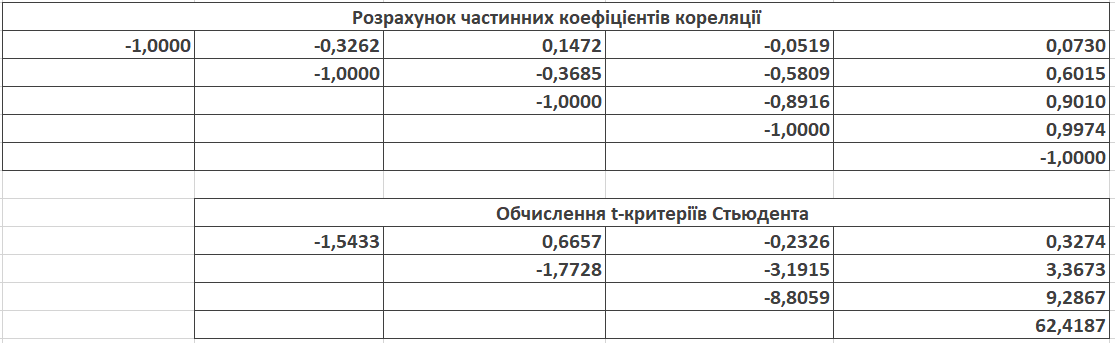 Розрахунок частинних коефіцієнтів кореляції
-1,0000 -0,3262 0,1472 -0,0519 0,0730
-1,0000 -0,3685 -0,5809 0,6015
-1,0000 -0,8916 0,9010
-1,0000 0,9974
-1,0000
Обчислення t-критеріїв Стьюдента
-1,5433 0,6657 -0,2326 0,3274
-1,7728 -3,1915 3,3673
-8,8059 9,2867
62,4187